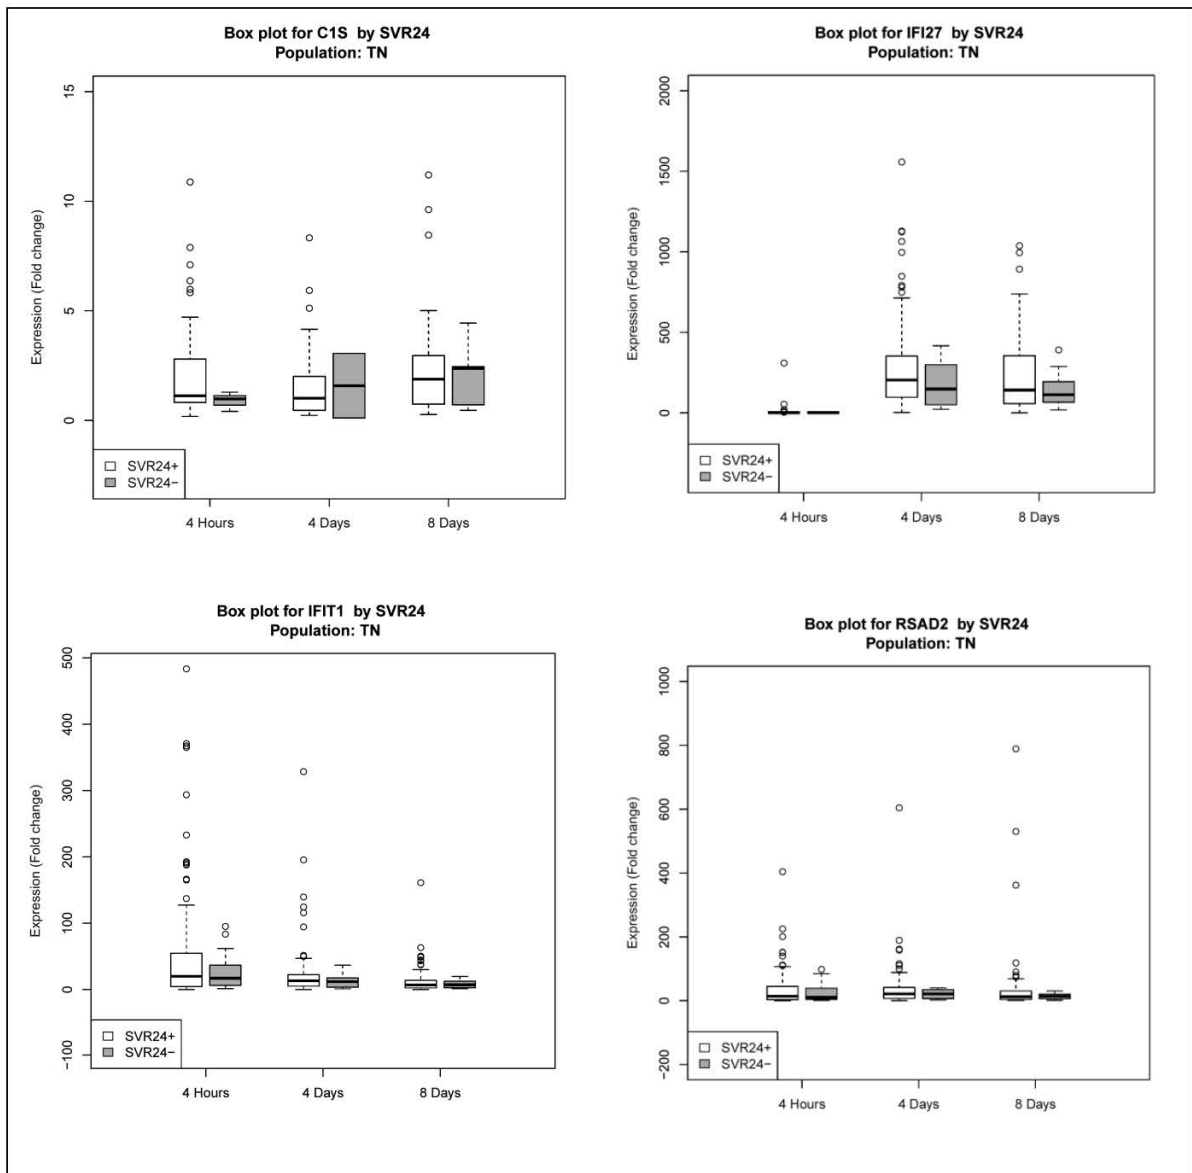 Box plot for C1S by SVR24
Population: TN
15
10
5
0
Expression (Fold change)
SVR24+
SVR24−
4 Hours
4 Days
8 Days
Box plot for IFI27 by SVR24
Population: TN
2000
1500
1000
500
0
Expression (Fold change)
SVR24+
SVR24−
4 Hours
4 Days
8 Days
Box plot for IFIT1 by SVR24
Population: TN
500
400
300
200
100
0
−100
Expression (Fold change)
SVR24+
SVR24−
4 Hours
4 Days
8 Days
Box plot for RSAD2 by SVR24
Population: TN
1000
800
600
400
200
0
−200
Expression (Fold change)
SVR24+
SVR24−
4 Hours
4 Days
8 Days